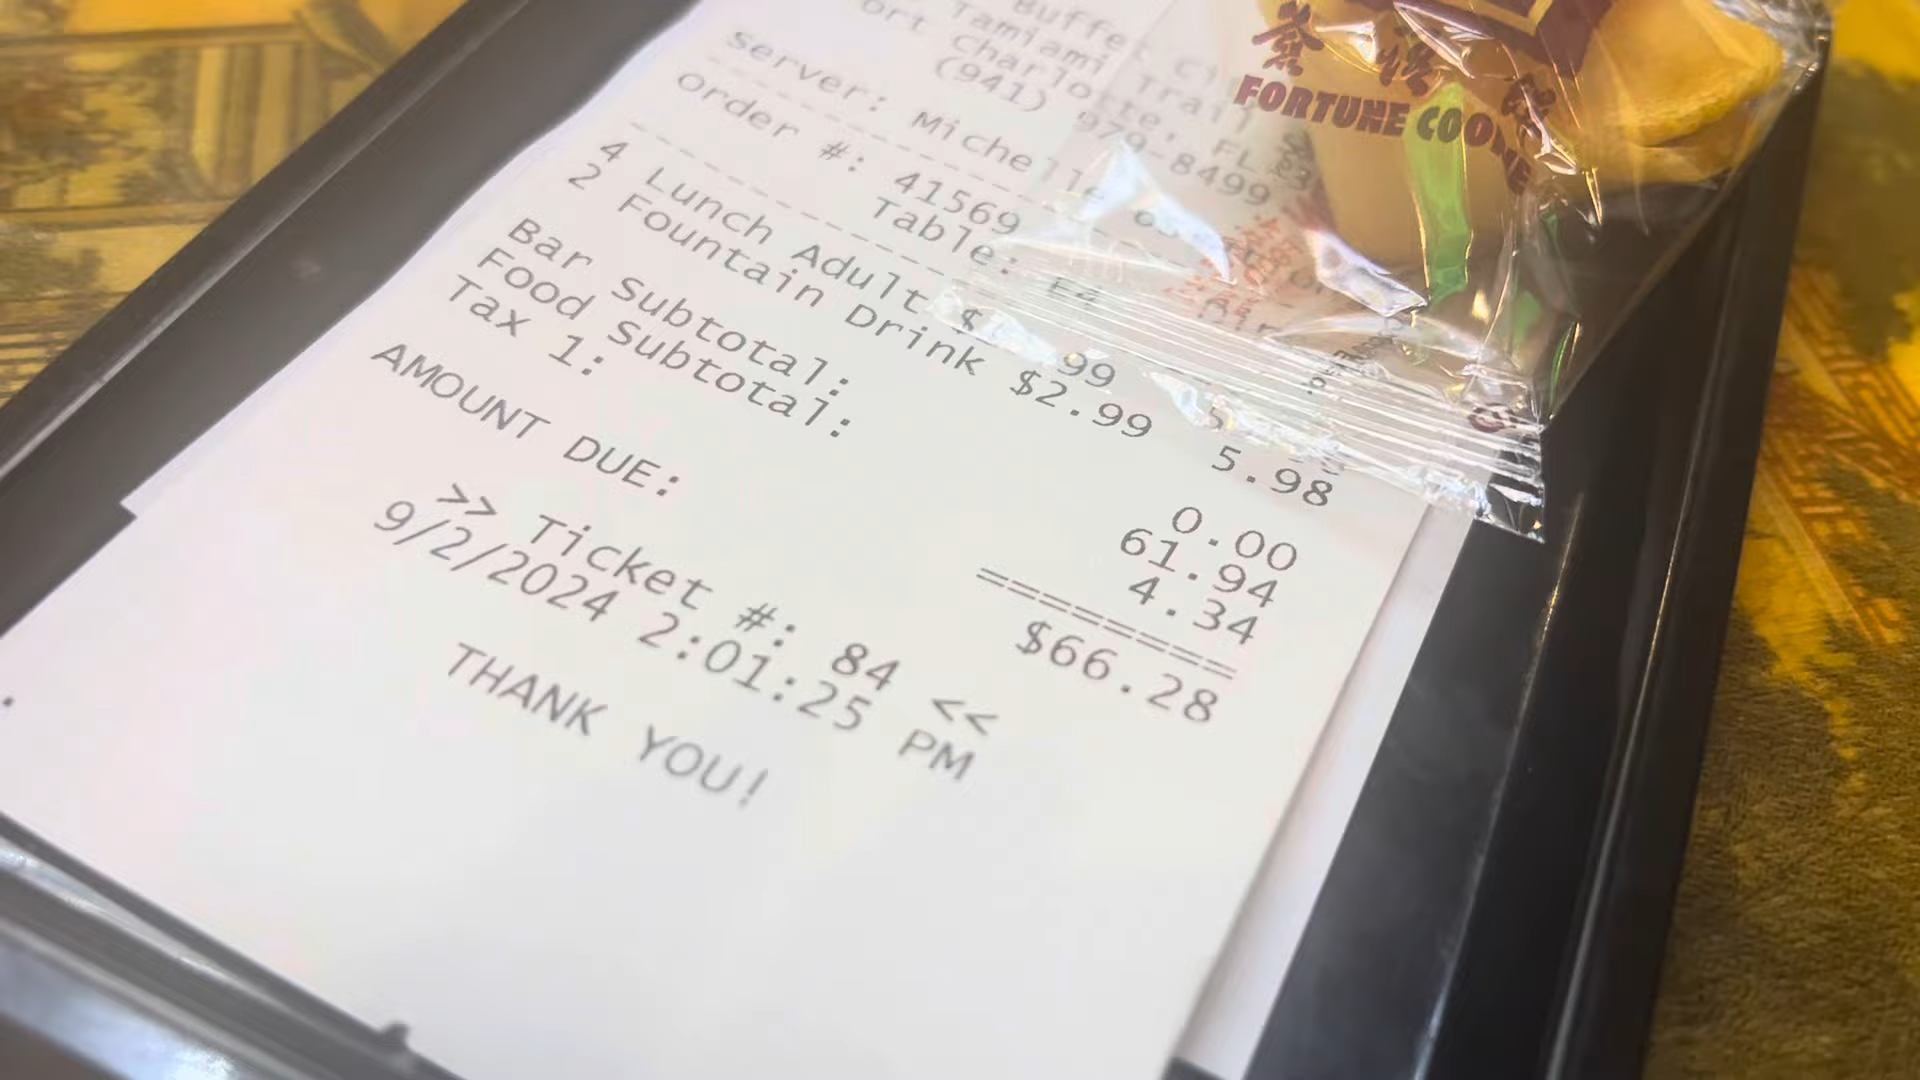 Buffet
Tamiami Trail
ort Charlotte, FL
(941) 979-8499
Server: Michelle
Order #: 41569
Table:
4 Lunch Adult $ 99
2 Fountain Drink $2.99 5.98
Bar Subtotal: 0.00
Food Subtotal: 61.94
Tax 1: 4.34
=======
AMOUNT DUE: $66.28
>> Ticket #: 84 <<
9/2/2024 2:01:25 PM
THANK YOU!
FORTUNE COOKIE